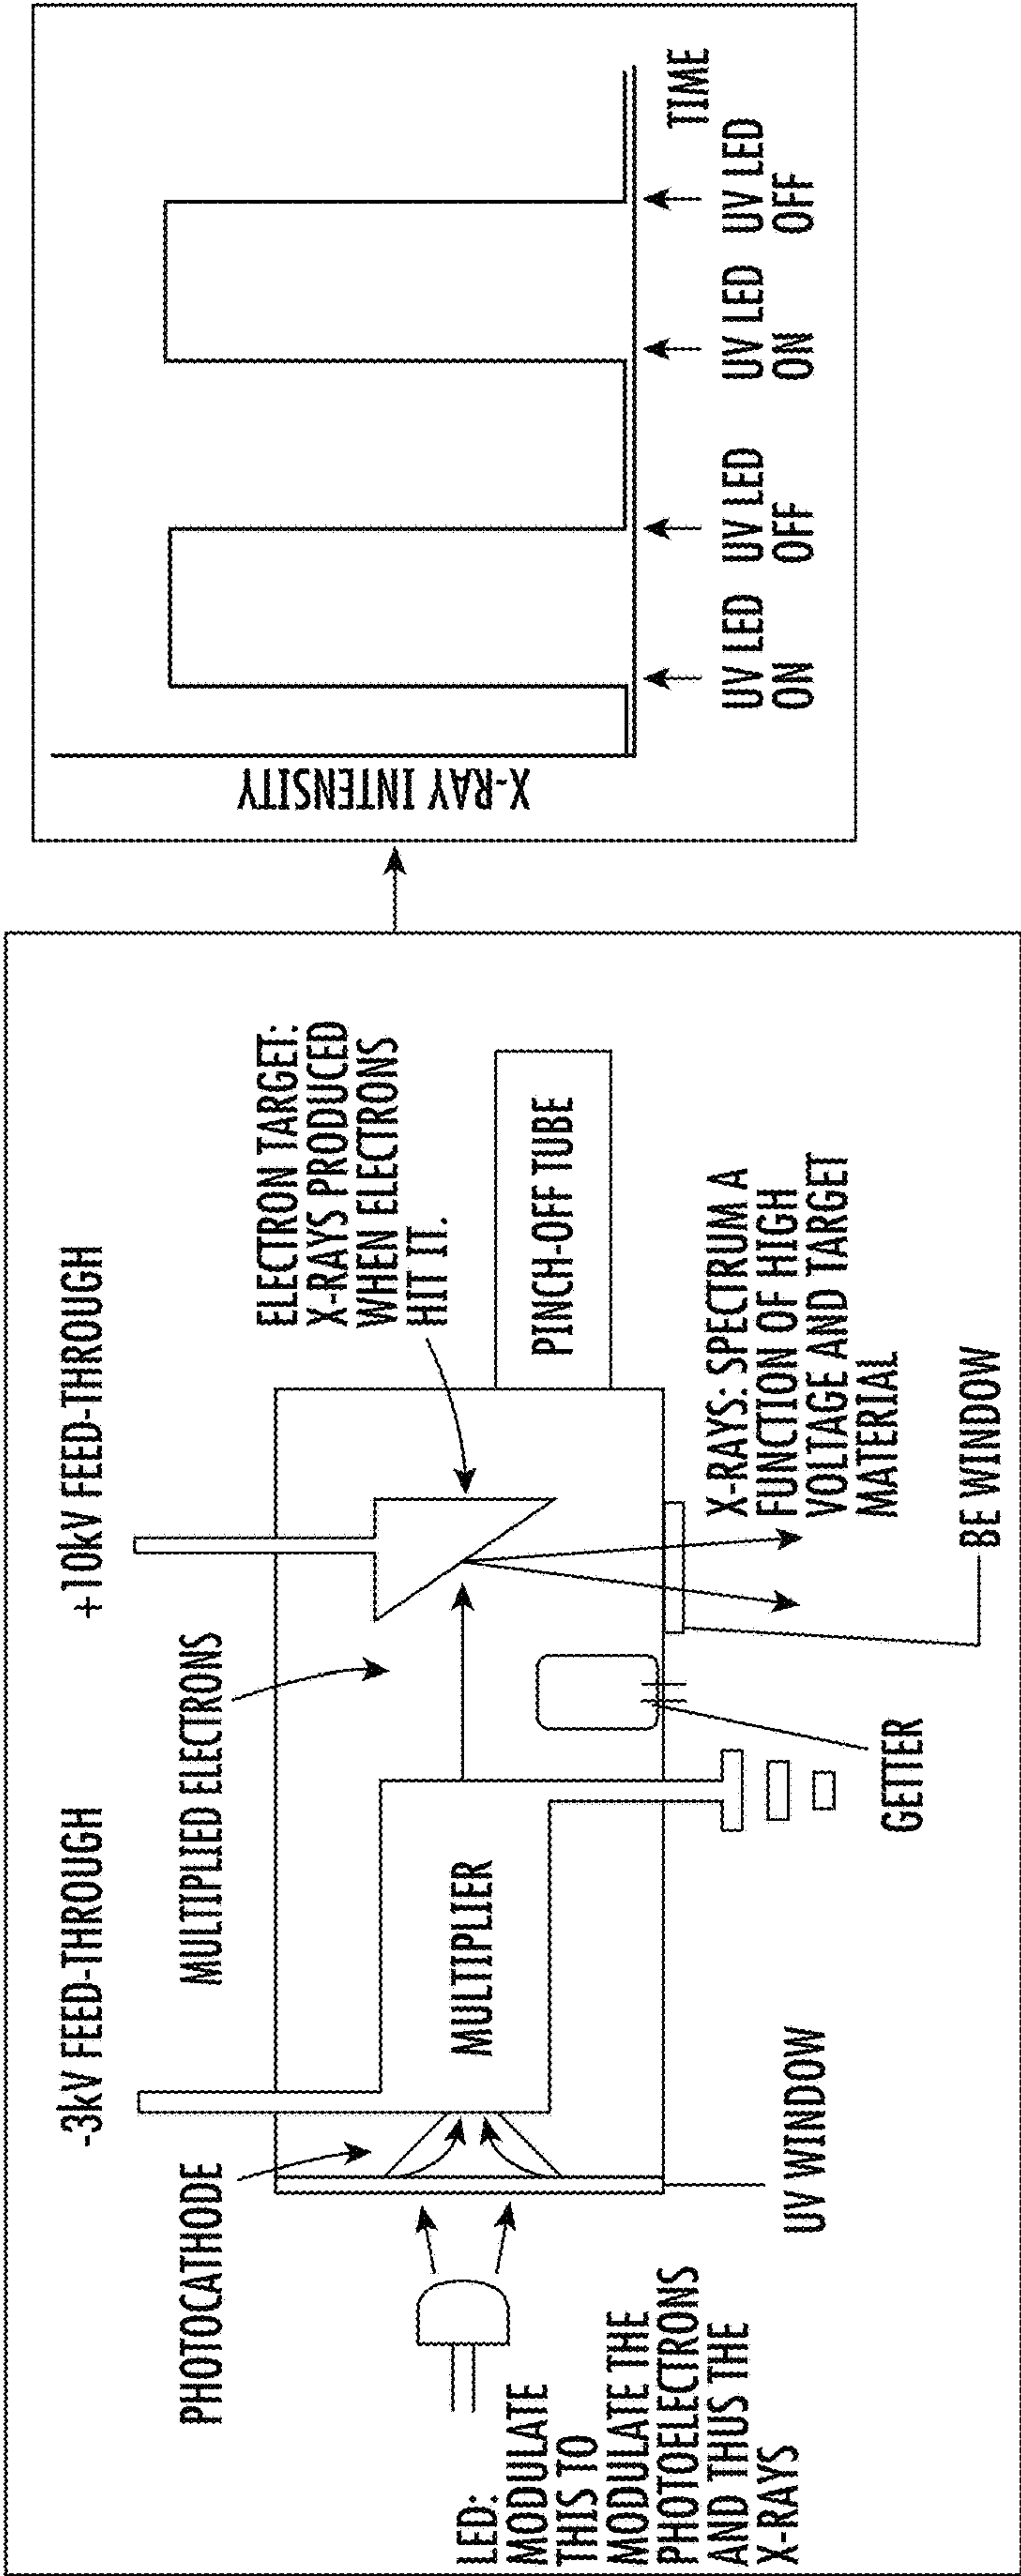 -3kV FEED-THROUGH
+10kV FEED-THROUGH
PHOTOCATHODE
MULTIPLIED ELECTRONS
ELECTRON TARGET:
X-RAYS PRODUCED
WHEN ELECTRONS
HIT IT.
LED:
MODULATE
THIS TO
MODULATE THE
PHOTOELECTRONS
AND THUS THE
X-RAYS
MULTIPLIER
PINCH-OFF TUBE
UV WINDOW
GETTER
X-RAYS: SPECTRUM A
FUNCTION OF HIGH
VOLTAGE AND TARGET
MATERIAL
BE WINDOW
X-RAY INTENSITY
TIME
UV LED
ON
UV LED
OFF
UV LED
ON
UV LED
OFF